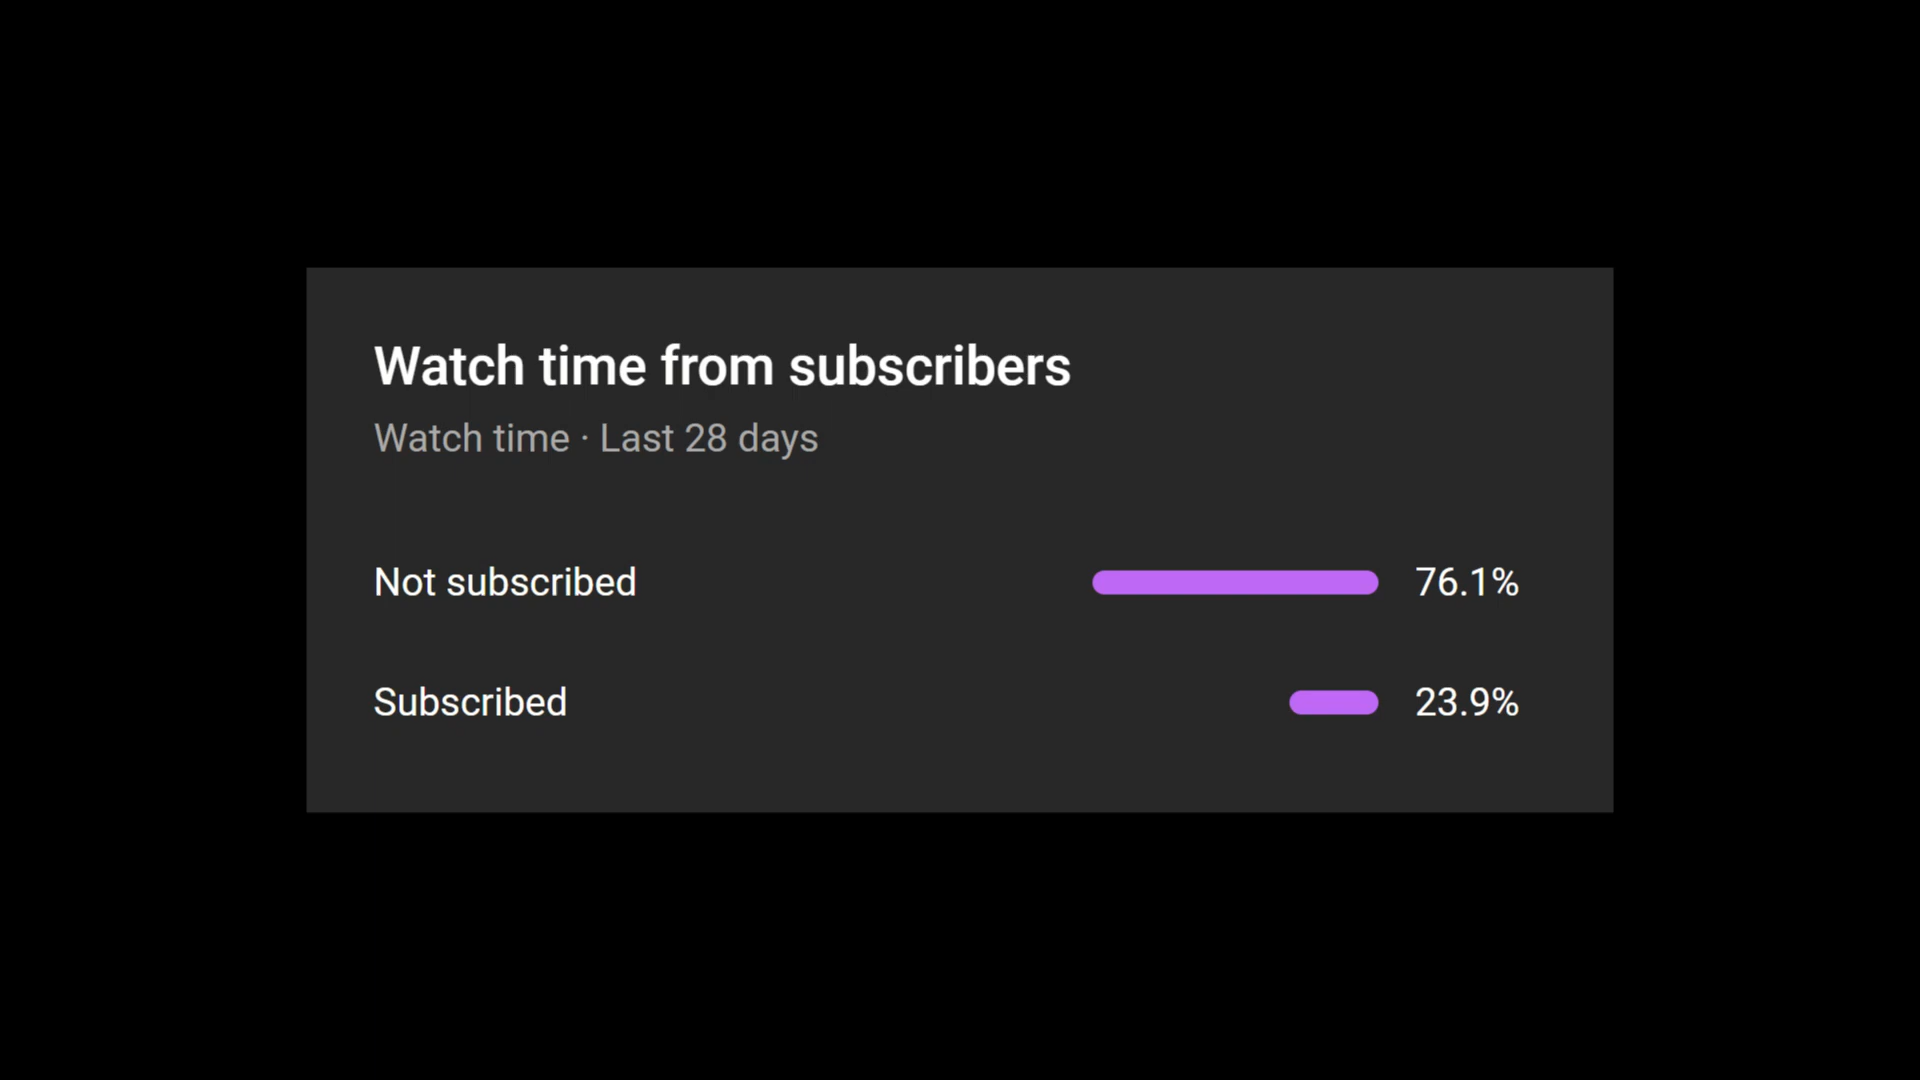 Watch time from subscribers
Watch time · Last 28 days
Not subscribed 76.1%
Subscribed 23.9%